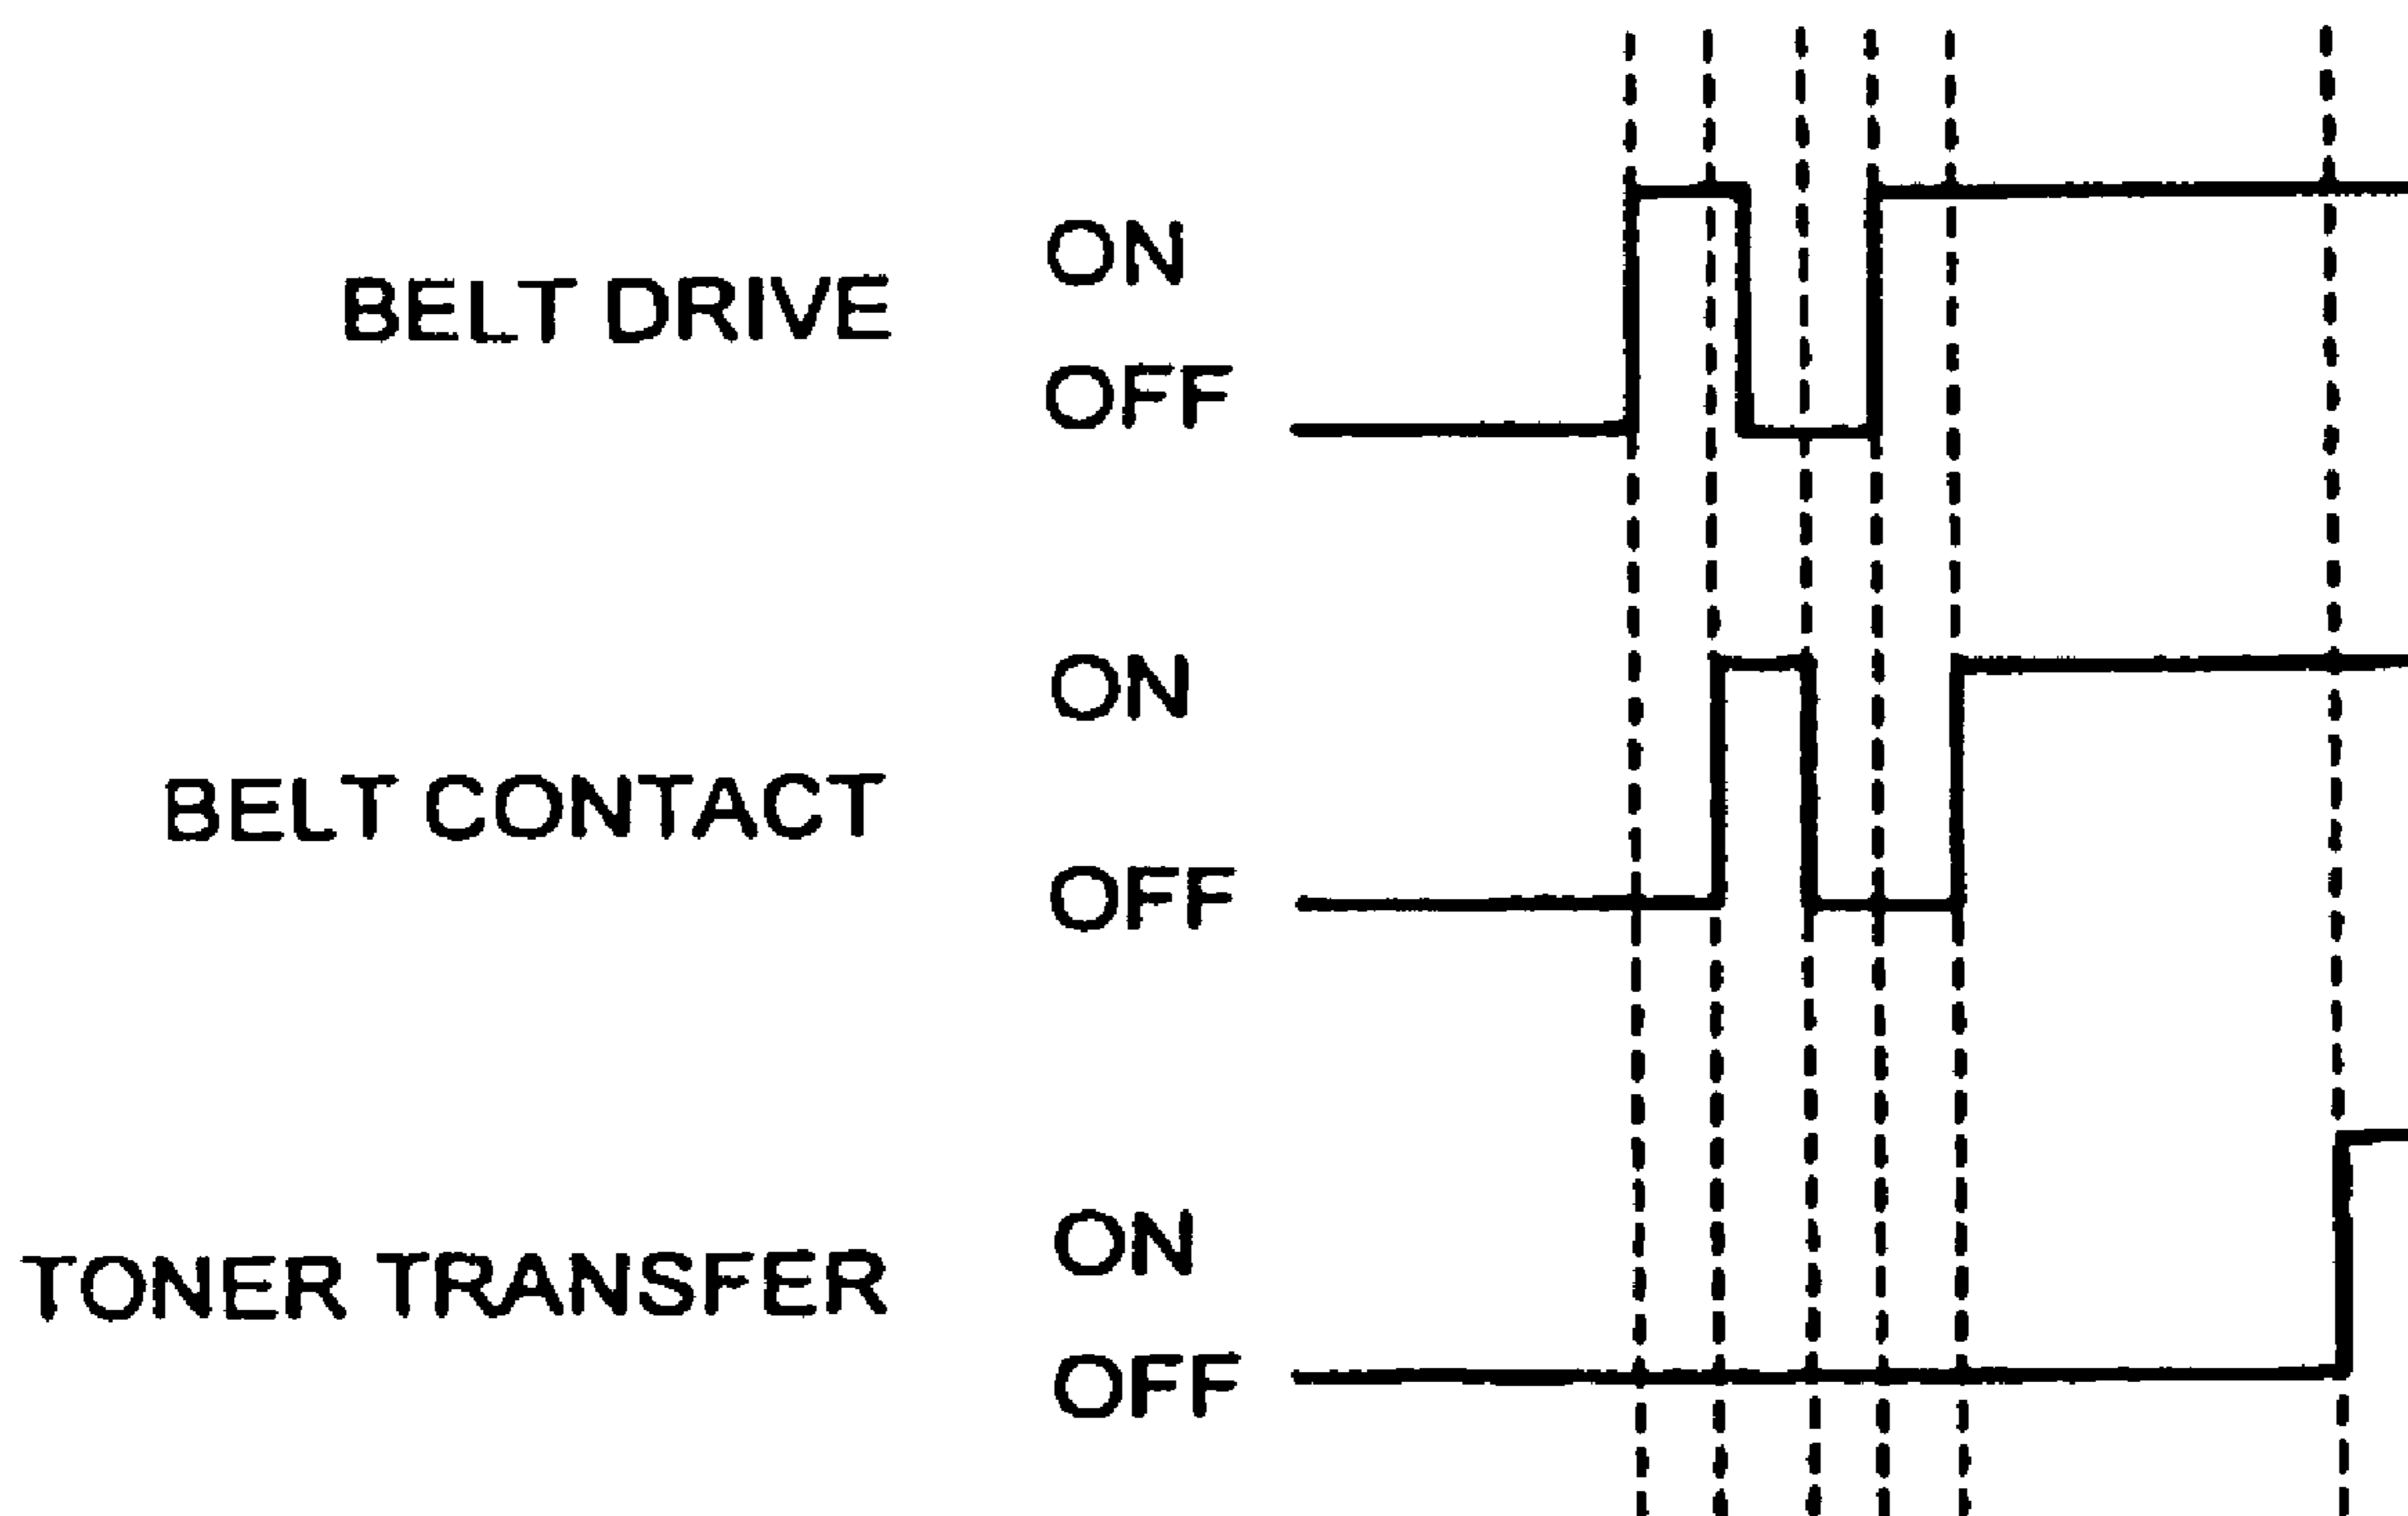 ON
BELT DRIVE
OFF
ON
BELT CONTACT
OFF
ON
TONER TRANSFER
OFF